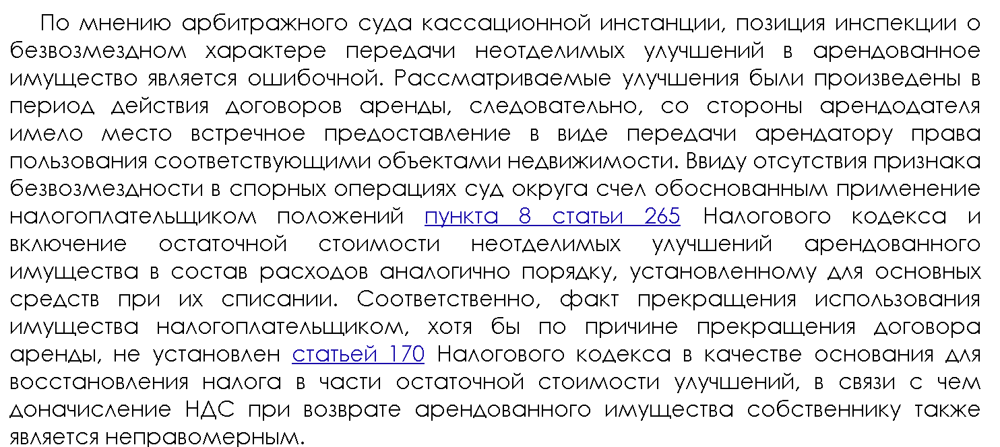 По мнению арбитражного суда кассационной инстанции, позиция инспекции о
безвозмездном характере передачи неотделимых улучшений в арендованное
имущество является ошибочной. Рассматриваемые улучшения были произведены в
период действия договоров аренды, следовательно, со стороны арендодателя
имело место встречное предоставление в виде передачи арендатору права
пользования соответствующими объектами недвижимости. Ввиду отсутствия признака
безвозмездности в спорных операциях суд округа счел обоснованным применение
налогоплательщиком положений пункта 8 статьи 265 Налогового кодекса и
включение остаточной стоимости неотделимых улучшений арендованного
имущества в состав расходов аналогично порядку, установленному для основных
средств при их списании. Соответственно, факт прекращения использования
имущества налогоплательщиком, хотя бы по причине прекращения договора
аренды, не установлен статьей 170 Налогового кодекса в качестве основания для
восстановления налога в части остаточной стоимости улучшений, в связи с чем
доначисление НДС при возврате арендованного имущества собственнику также
является неправомерным.